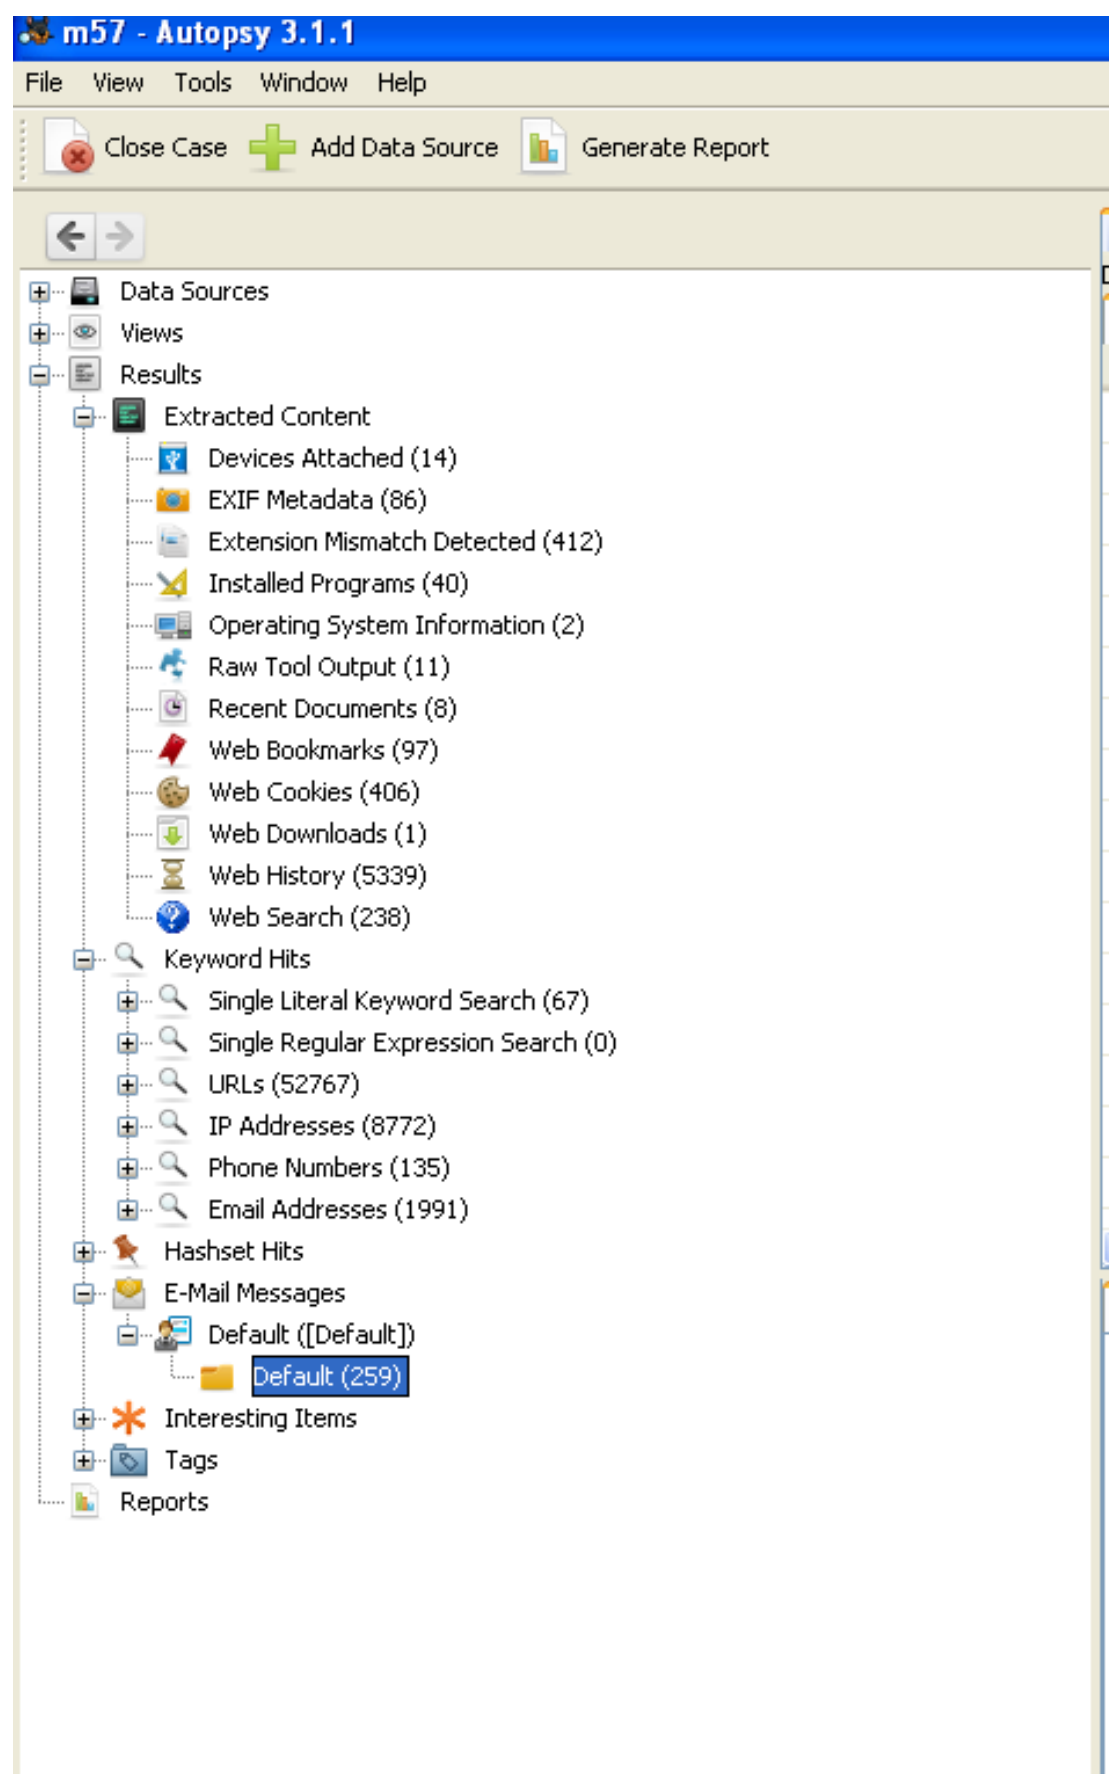 m57 - Autopsy 3.1.1
File View Tools Window Help
Close Case Add Data Source Generate Report
Data Sources
Views
Results
Extracted Content
Devices Attached (14)
EXIF Metadata (86)
Extension Mismatch Detected (412)
Installed Programs (40)
Operating System Information (2)
Raw Tool Output (11)
Recent Documents (8)
Web Bookmarks (97)
Web Cookies (406)
Web Downloads (1)
Web History (5339)
Web Search (238)
Keyword Hits
Single Literal Keyword Search (67)
Single Regular Expression Search (0)
URLs (52767)
IP Addresses (8772)
Phone Numbers (135)
Email Addresses (1991)
Hashset Hits
E-Mail Messages
Default ([Default])
Default (259)
Interesting Items
Tags
Reports